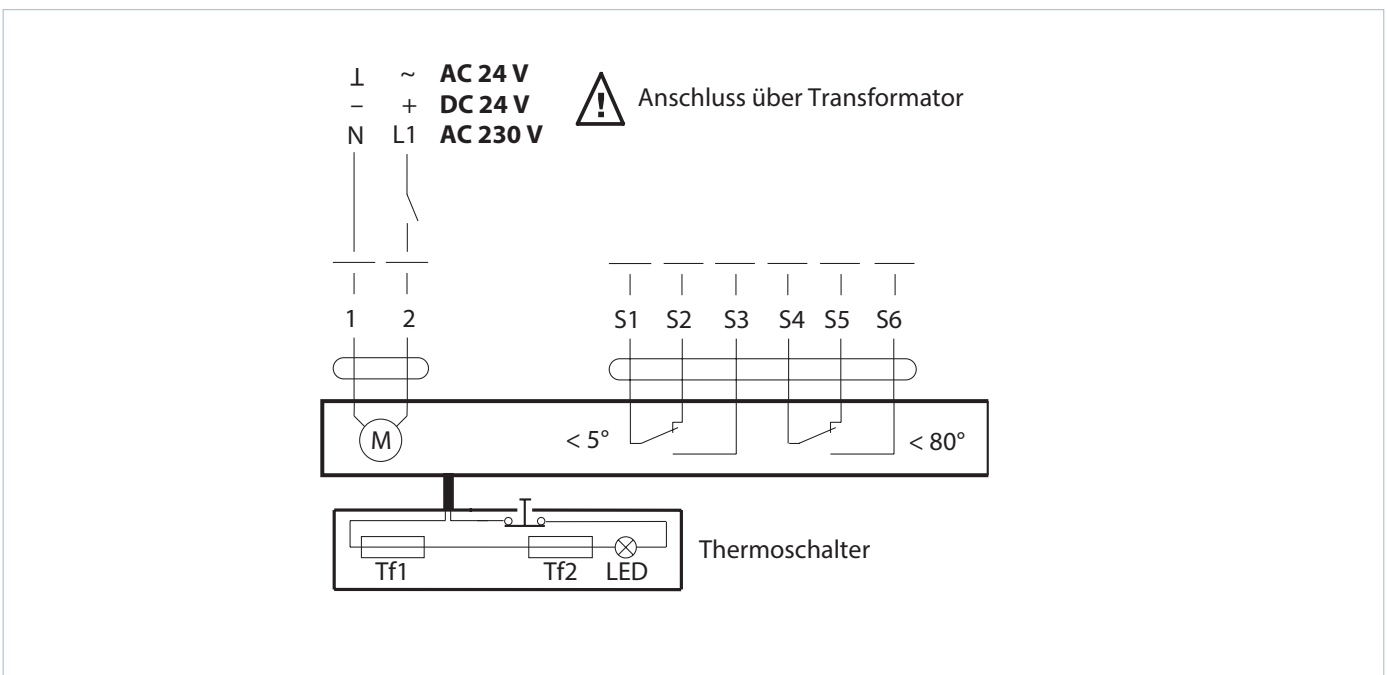 ⊥ ~ AC 24 V
– + DC 24 V
N L1 AC 230 V
! Anschluss über Transformator
1 2 S1 S2 S3 S4 S5 S6
M < 5° < 80°
Thermoschalter
Tf1 Tf2 LED